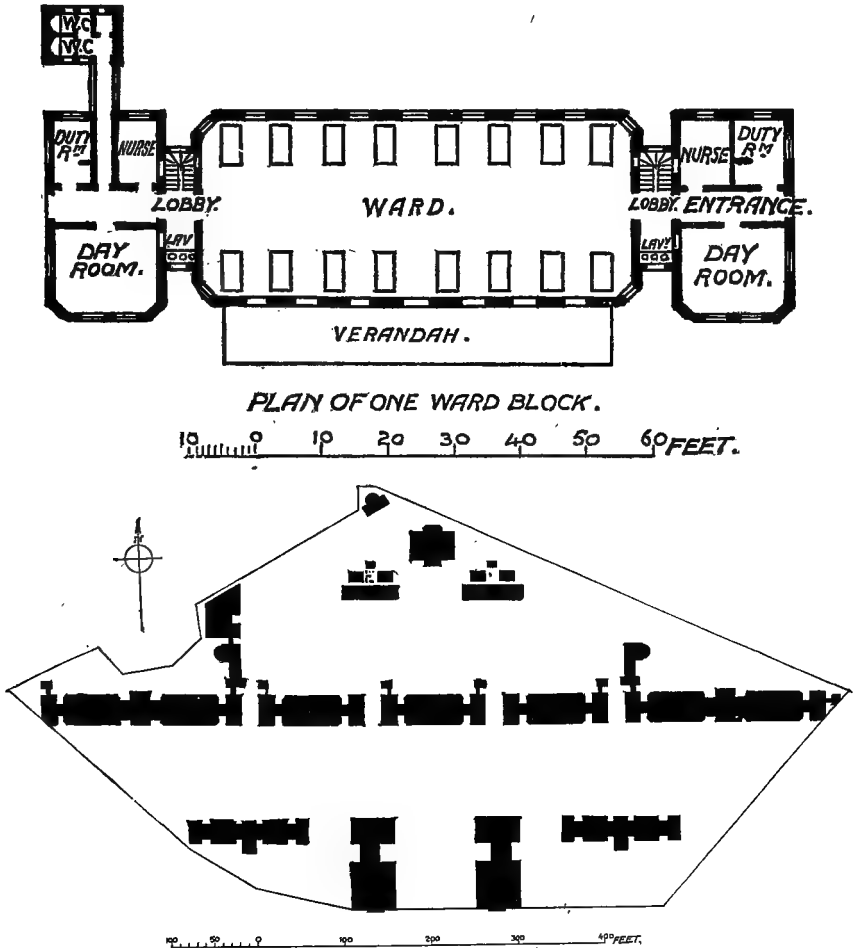 W.C
W.C
DUTY RM
NURSE
LOBBY.
LAV
DAY ROOM.
WARD.
VERANDAH.
NURSE
DUTY RM
LOBBY.
ENTRANCE.
LAVY
DAY ROOM.
PLAN OF ONE WARD BLOCK.
10 0 10 20 30 40 50 60 FEET.
100 50 0 100 200 300 400 FEET.